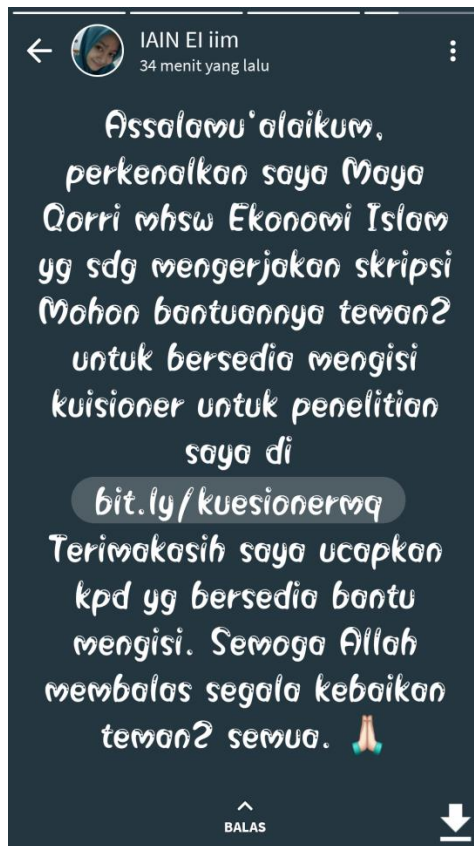 IAIN EI iim
34 menit yang lalu
Assalamu'alaikum,
perkenalkan saya Maya
Qorri mhsw Ekonomi Islam
yg sdg mengerjakan skripsi
Mohon bantuannya teman2
untuk bersedia mengisi
kuisioner untuk penelitian
saya di
bit.ly/kuesionermq
Terimakasih saya ucapkan
kpd yg bersedia bantu
mengisi. Semoga Allah
membalas segala kebaikan
teman2 semua. 🙏🏻
BALAS